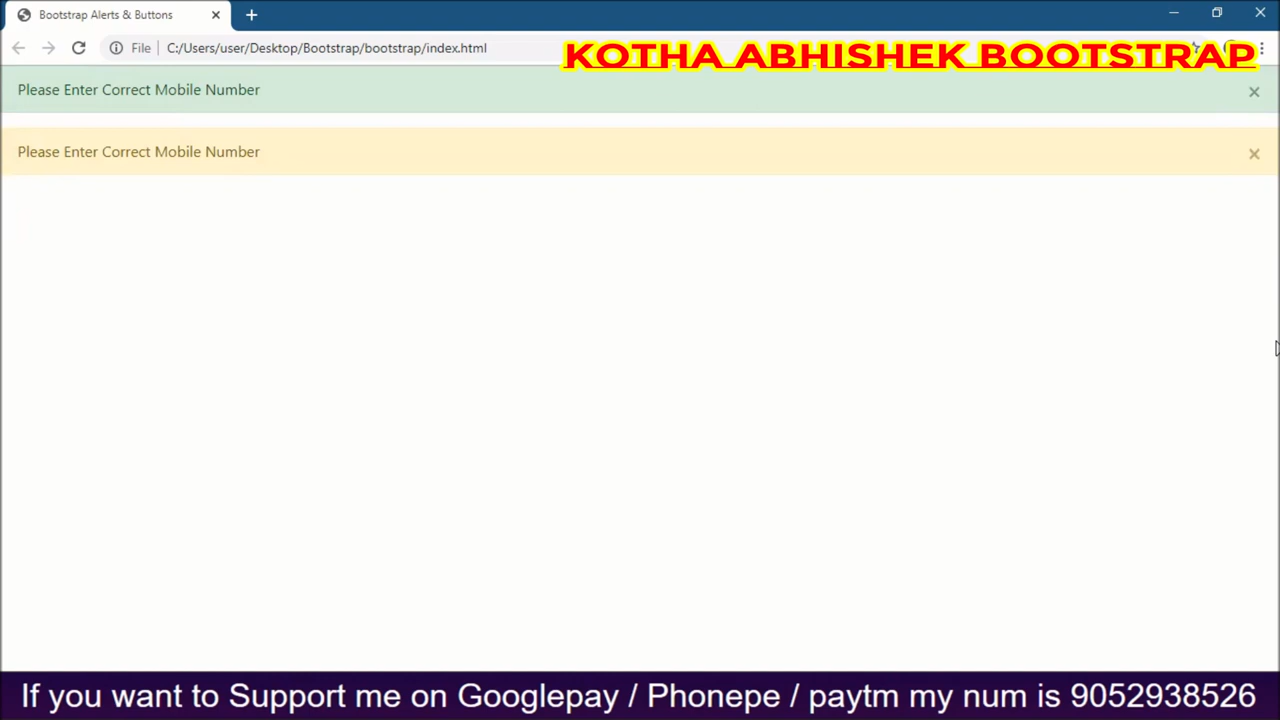 Bootstrap Alerts & Buttons
File
C:/Users/user/Desktop/Bootstrap/bootstrap/index.html
KOTHA ABHISHEK BOOTSTRAP
Please Enter Correct Mobile Number
Please Enter Correct Mobile Number
If you want to Support me on Googlepay / Phonepe / paytm my num is 9052938526